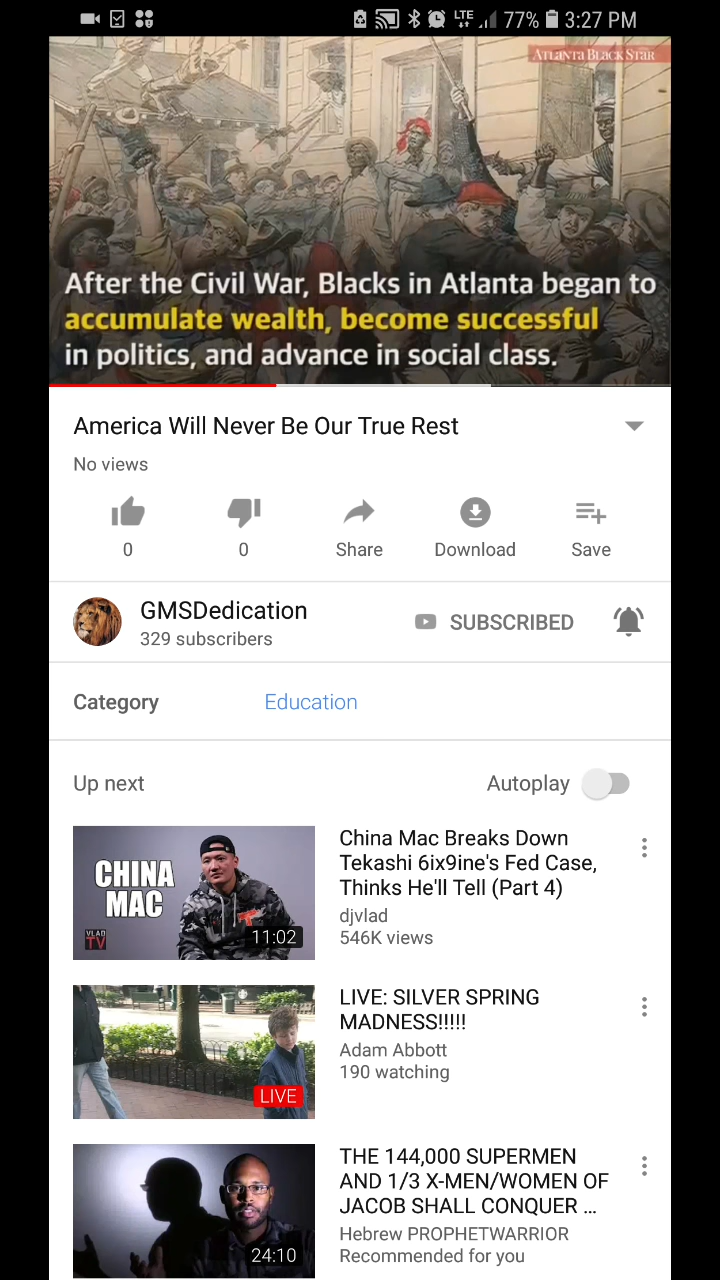 LTE 77% 3:27 PM
ATLANTA BLACK STAR
After the Civil War, Blacks in Atlanta began to
accumulate wealth, become successful
in politics, and advance in social class.
America Will Never Be Our True Rest
No views
0 0 Share Download Save
GMSDedication
329 subscribers
SUBSCRIBED
Category Education
Up next Autoplay
CHINA
MAC
VLAD
TV
11:02
China Mac Breaks Down
Tekashi 6ix9ine's Fed Case,
Thinks He'll Tell (Part 4)
djvlad
546K views
LIVE
LIVE: SILVER SPRING
MADNESS!!!!!
Adam Abbott
190 watching
24:10
THE 144,000 SUPERMEN
AND 1/3 X-MEN/WOMEN OF
JACOB SHALL CONQUER ...
Hebrew PROPHETWARRIOR
Recommended for you